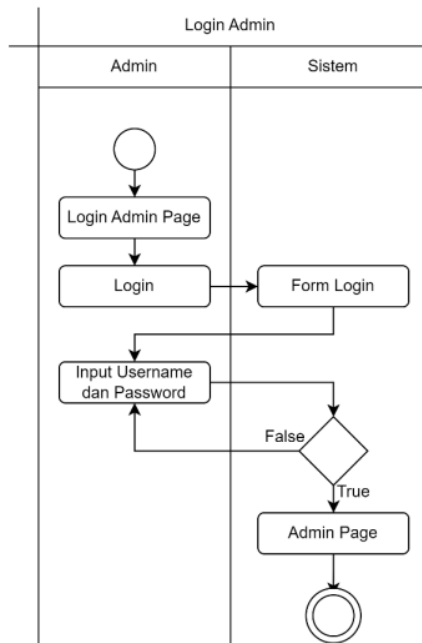 Login Admin
Admin
Sistem
Login Admin Page
Login
Form Login
Input Username
dan Password
False
True
Admin Page